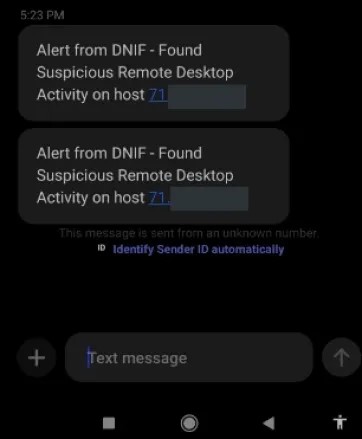 5:23 PM
Alert from DNIF - Found
Suspicious Remote Desktop
Activity on host 71.
Alert from DNIF - Found
Suspicious Remote Desktop
Activity on host 71.
This message is sent from an unknown number.
ID Identify Sender ID automatically
Text message